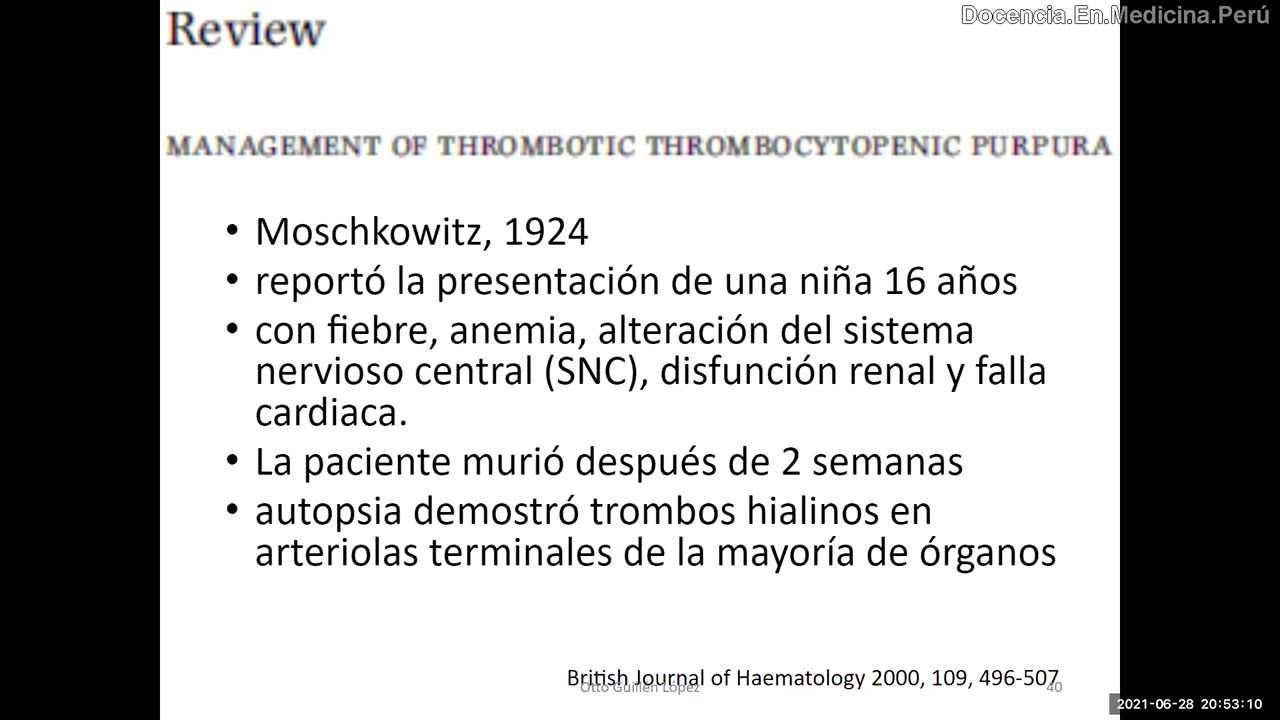 Review
Docencia.En.Medicina.Perú
MANAGEMENT OF THROMBOTIC THROMBOCYTOPENIC PURPURA
• Moschkowitz, 1924
• reportó la presentación de una niña 16 años
• con fiebre, anemia, alteración del sistema
nervioso central (SNC), disfunción renal y falla
cardiaca.
• La paciente murió después de 2 semanas
• autopsia demostró trombos hialinos en
arteriolas terminales de la mayoría de órganos
British Journal of Haematology 2000, 109, 496-507
Otto Guillen Lopez
40
2021-06-28 20:53:10